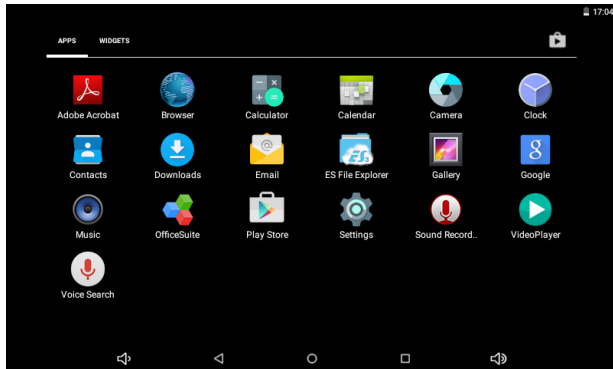 17:04
APPS WIDGETS
Adobe Acrobat Browser Calculator Calendar Camera Clock
Contacts Downloads Email ES File Explorer Gallery Google
Music OfficeSuite Play Store Settings Sound Record.. VideoPlayer
Voice Search